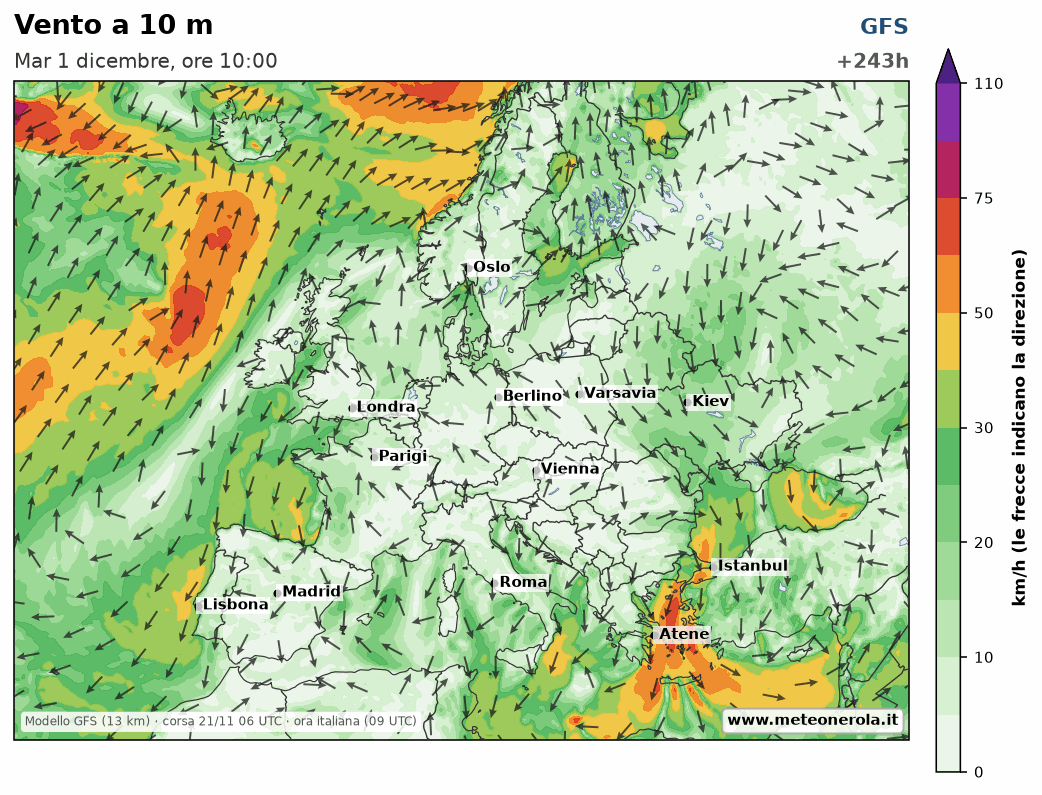 Vento a 10 m
GFS
Mar 1 dicembre, ore 10:00
+243h
110
75
50
30
20
10
0
km/h (le frecce indicano la direzione)
Oslo
Londra
Berlino
Varsavia
Kiev
Parigi
Vienna
Istanbul
Roma
Madrid
Lisbona
Atene
Modello GFS (13 km) · corsa 21/11 06 UTC · ora italiana (09 UTC)
www.meteonerola.it